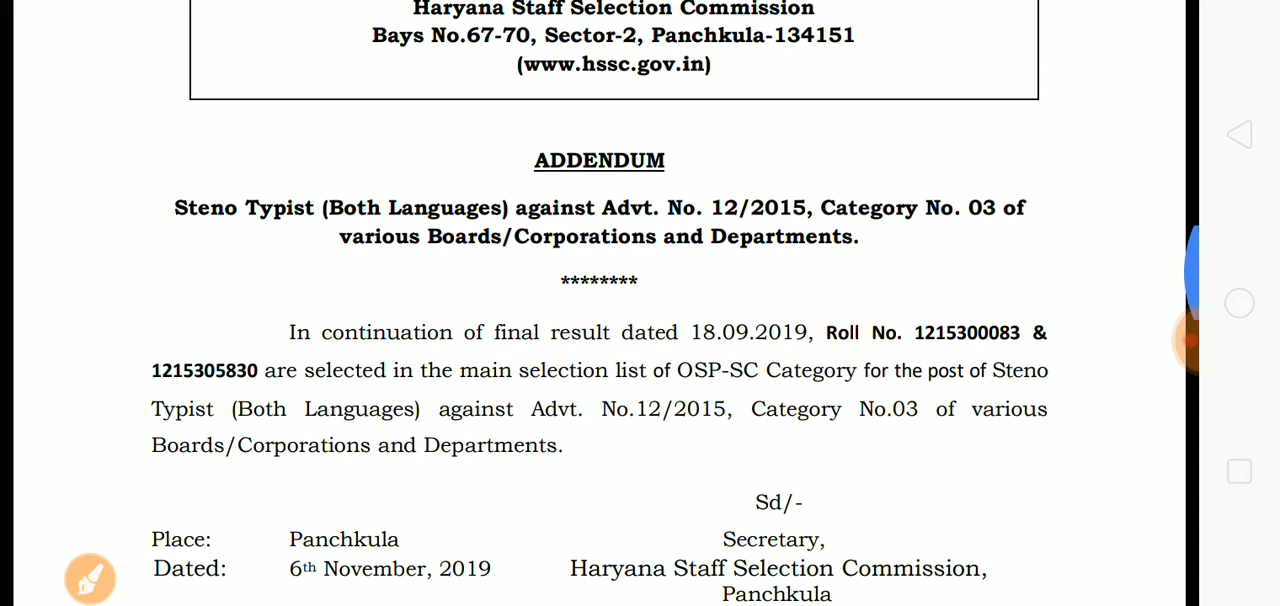 Haryana Staff Selection Commission
Bays No.67-70, Sector-2, Panchkula-134151
(www.hssc.gov.in)
ADDENDUM
Steno Typist (Both Languages) against Advt. No. 12/2015, Category No. 03 of
various Boards/Corporations and Departments.
********
In continuation of final result dated 18.09.2019, Roll No. 1215300083 &
1215305830 are selected in the main selection list of OSP-SC Category for the post of Steno
Typist (Both Languages) against Advt. No.12/2015, Category No.03 of various
Boards/Corporations and Departments.
Sd/-
Place: Panchkula Secretary,
Dated: 6th November, 2019 Haryana Staff Selection Commission,
Panchkula